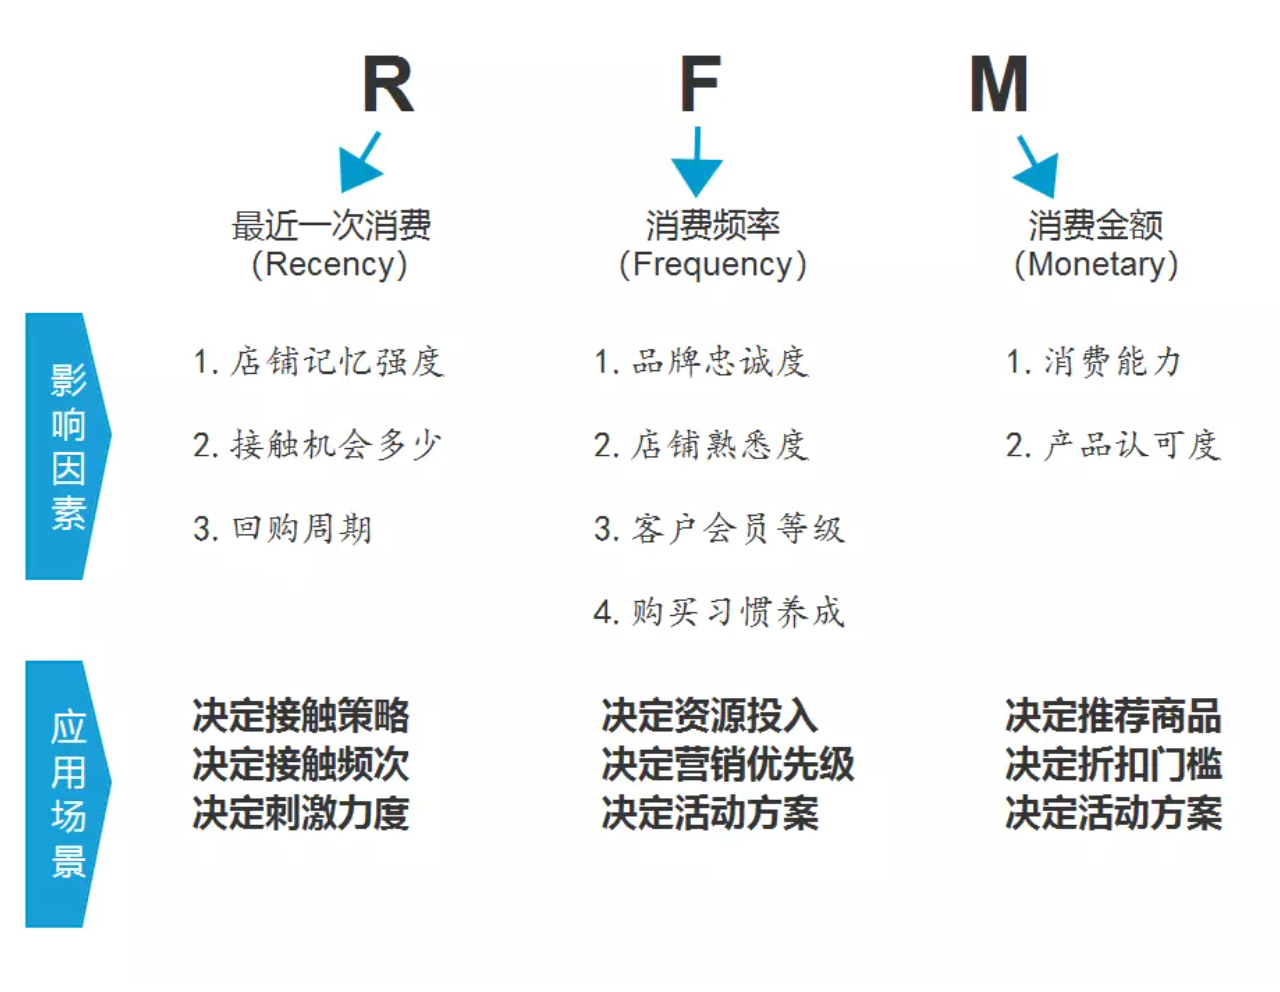 R
F
M
最近一次消费
（Recency）
消费频率
（Frequency）
消费金额
（Monetary）
影响因素
1. 店铺记忆强度
2. 接触机会多少
3. 回购周期
1. 品牌忠诚度
2. 店铺熟悉度
3. 客户会员等级
4. 购买习惯养成
1. 消费能力
2. 产品认可度
应用场景
决定接触策略
决定接触频次
决定刺激力度
决定资源投入
决定营销优先级
决定活动方案
决定推荐商品
决定折扣门槛
决定活动方案